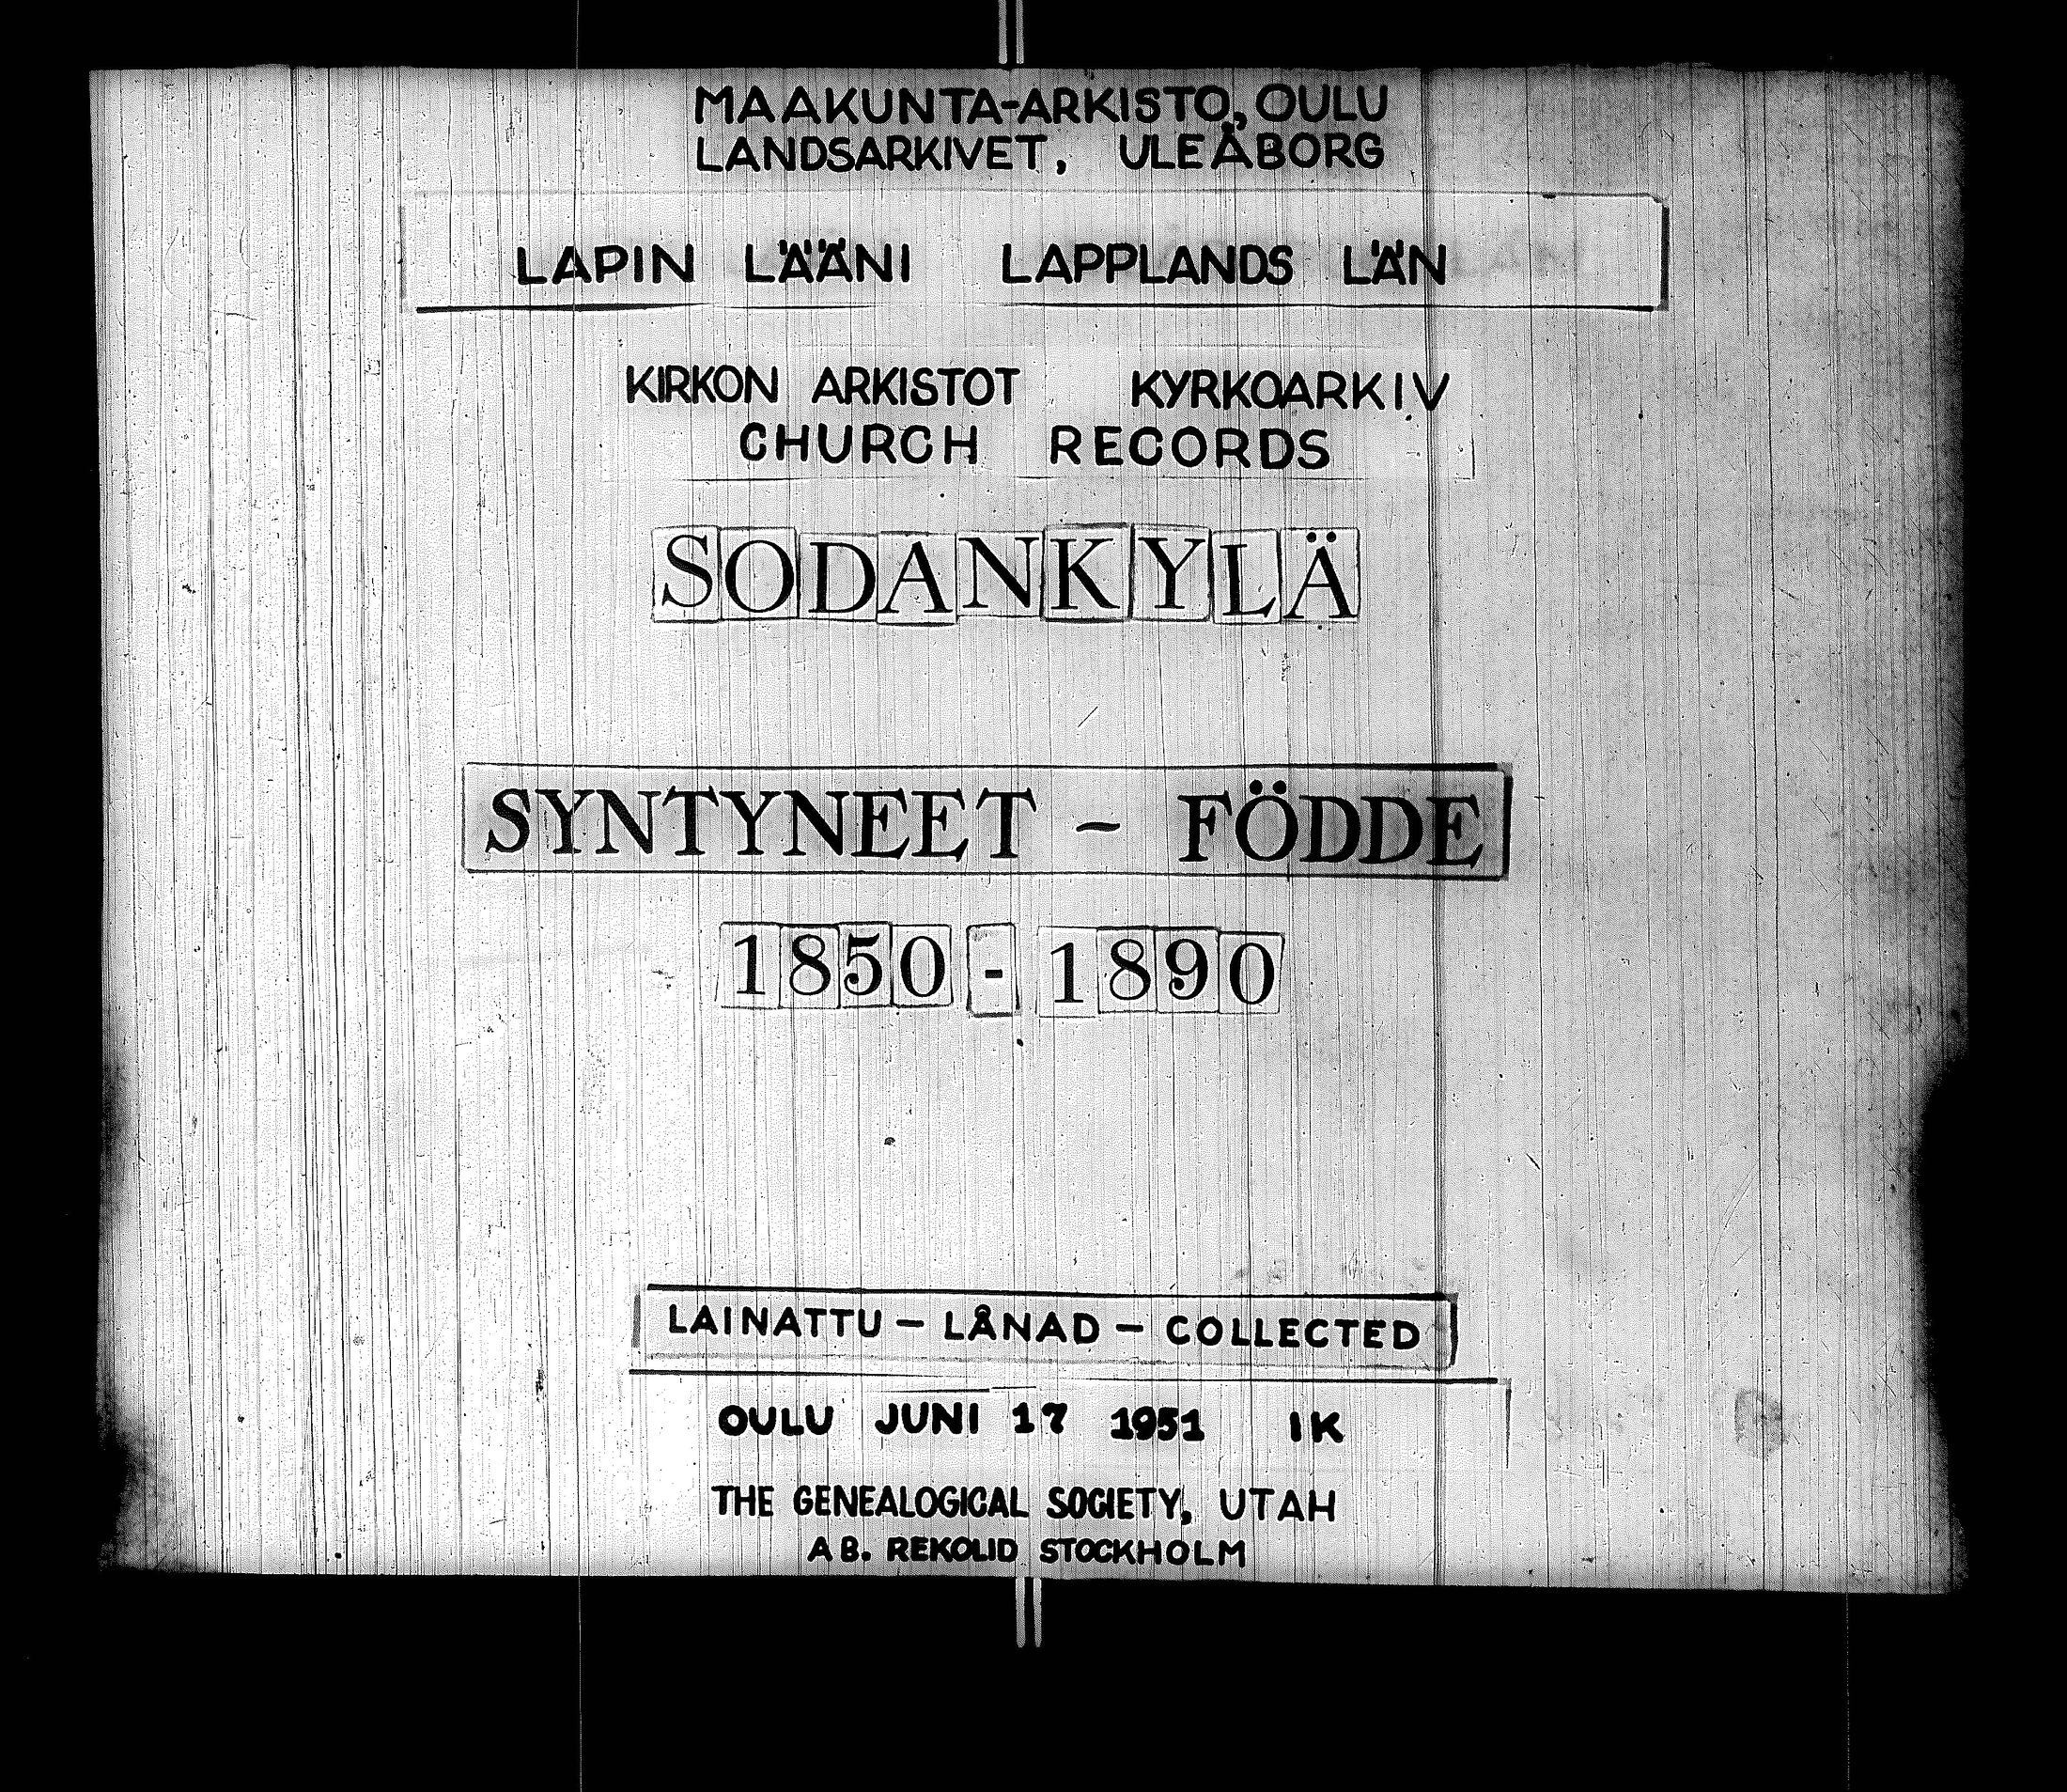 MAAKUNTA-ARKISTO, OULU
LANDSARKIVET, ULEÅBORG
LAPIN LÄÄNI LAPPLANDS LÄN
KIRKON ARKISTOT KYRKOARKIV
CHURCH RECORDS
SODANKYLÄ
SYNTYNEET - FÖDDE
1850 - 1890
LAINATTU - LÅNAD - COLLECTED
OULU JUNI 17 1951 IK
THE GENEALOGICAL SOCIETY, UTAH
AB. REKOLID STOCKHOLM